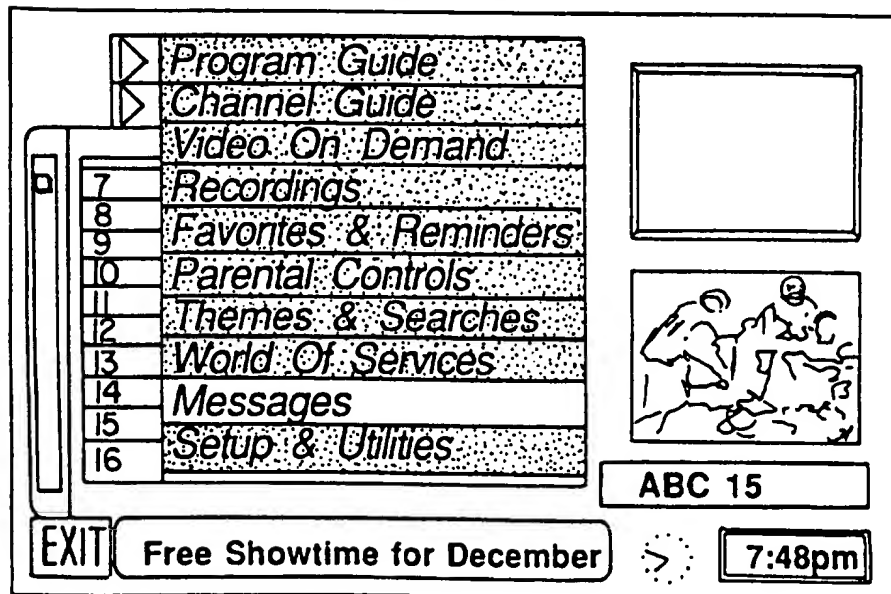 Program Guide
Channel Guide
Video On Demand
7 Recordings
8
9 Favorites & Reminders
10 Parental Controls
11
12 Themes & Searches
13 World Of Services
14 Messages
15
16 Setup & Utilities
ABC 15
EXIT Free Showtime for December 7:48pm